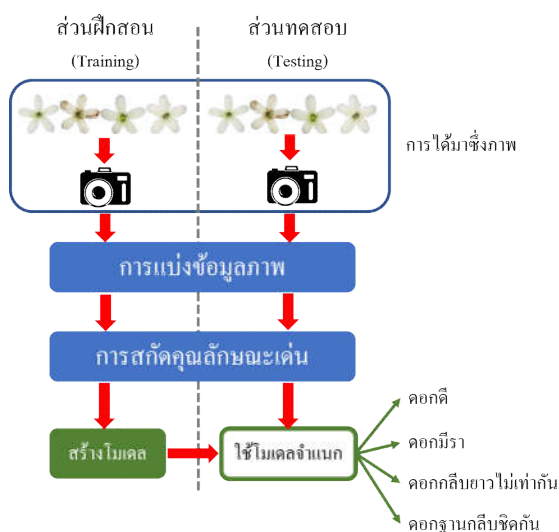 ส่วนฝึกสอน
(Training)
ส่วนทดสอบ
(Testing)
การได้มาซึ่งภาพ
การแบ่งข้อมูลภาพ
การสกัดคุณลักษณะเด่น
สร้างโมเดล
ใช้โมเดลจำแนก
ดอกดี
ดอกมีรา
ดอกกลีบยาวไม่เท่ากัน
ดอกฐานกลีบชิดกัน